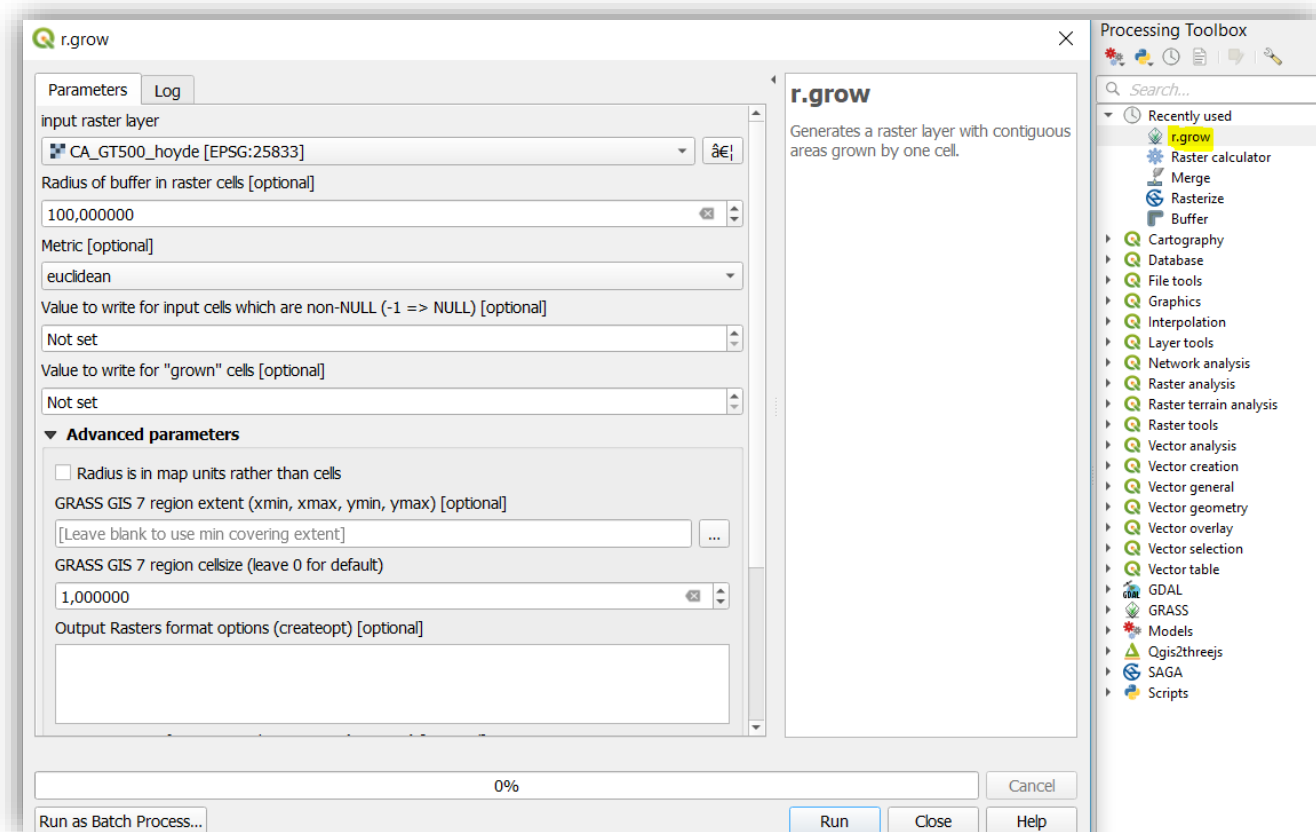 r.grow
Parameters
Log
input raster layer
CA_GT500_hoyde [EPSG:25833]
â€¦
Radius of buffer in raster cells [optional]
100,000000
Metric [optional]
euclidean
Value to write for input cells which are non-NULL (-1 => NULL) [optional]
Not set
Value to write for "grown" cells [optional]
Not set
Advanced parameters
Radius is in map units rather than cells
GRASS GIS 7 region extent (xmin, xmax, ymin, ymax) [optional]
[Leave blank to use min covering extent]
...
GRASS GIS 7 region cellsize (leave 0 for default)
1,000000
Output Rasters format options (createopt) [optional]
r.grow
Generates a raster layer with contiguous
areas grown by one cell.
0%
Cancel
Run as Batch Process...
Run
Close
Help
Processing Toolbox
Search...
Recently used
r.grow
Raster calculator
Merge
Rasterize
Buffer
Cartography
Database
File tools
Graphics
Interpolation
Layer tools
Network analysis
Raster analysis
Raster terrain analysis
Raster tools
Vector analysis
Vector creation
Vector general
Vector geometry
Vector overlay
Vector selection
Vector table
GDAL
GRASS
Models
Qgis2threejs
SAGA
Scripts